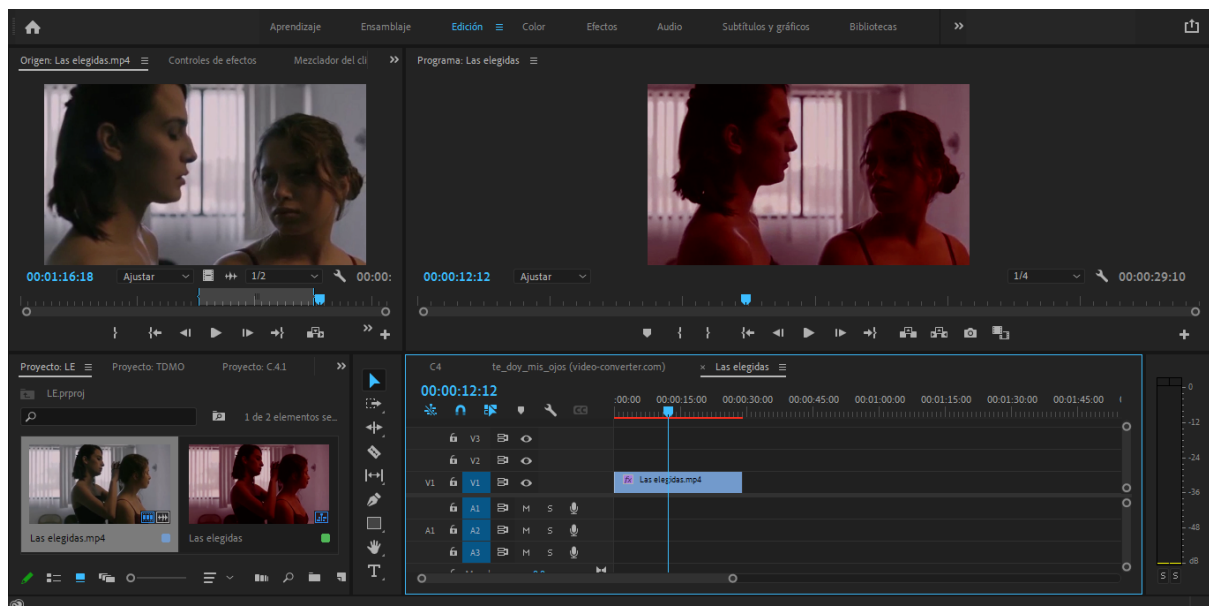 Aprendizaje Ensamblaje Edición Color Efectos Audio Subtítulos y gráficos Bibliotecas
Origen: Las elegidas.mp4 Controles de efectos Mezclador del cli
Programa: Las elegidas
00:01:16:18 Ajustar 1/2 00:00:
00:00:12:12 Ajustar 1/4 00:00:29:10
Proyecto: LE Proyecto: TDMO Proyecto: C.4.1
LE.prproj
1 de 2 elementos se...
Las elegidas.mp4
Las elegidas
T
C4 te_doy_mis_ojos (video-converter.com) × Las elegidas
00:00:12:12
:00:00 00:00:15:00 00:00:30:00 00:00:45:00 00:01:00:00 00:01:15:00 00:01:30:00 00:01:45:00
CC
V3
V2
V1 V1 fx Las elegidas.mp4
A1 M S
A1 A2 M S
A3 M S
0
-12
-24
-36
-48
dB
S S